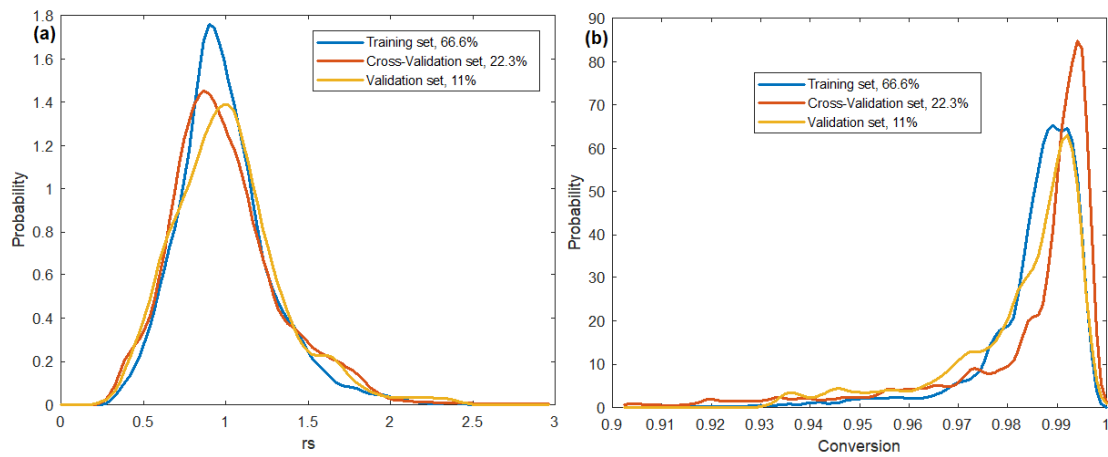 (a)
1.8
1.6
1.4
1.2
1
0.8
0.6
0.4
0.2
0
Probability
Training set, 66.6%
Cross-Validation set, 22.3%
Validation set, 11%
0 0.5 1 1.5 2 2.5 3
rs
(b)
90
80
70
60
50
40
30
20
10
0
Probability
Training set, 66.6%
Cross-Validation set, 22.3%
Validation set, 11%
0.9 0.91 0.92 0.93 0.94 0.95 0.96 0.97 0.98 0.99 1
Conversion